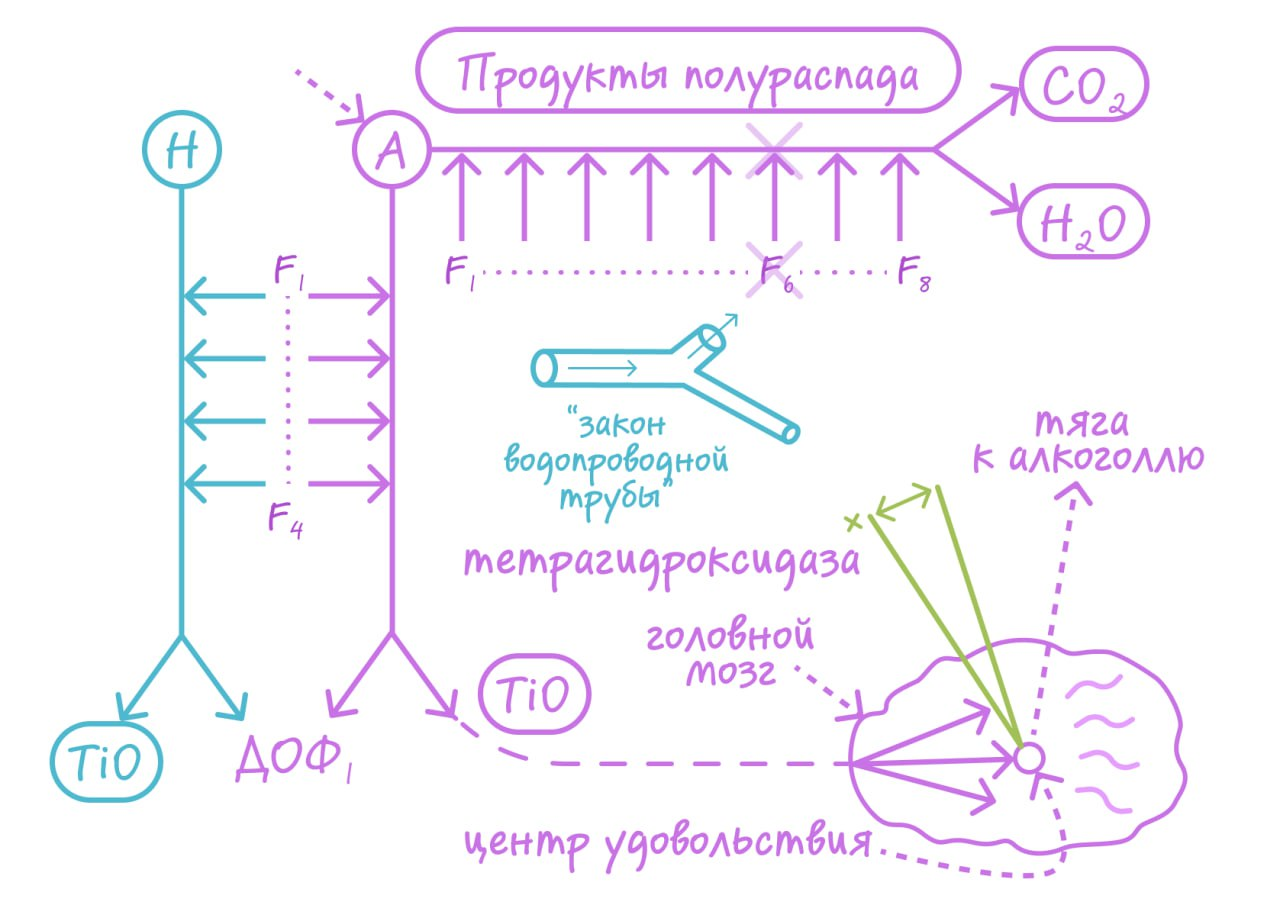 Продукты полураспада
CO₂
H
A
H₂O
F₁
F₁
F₆
F₈
F₄
“закон
водопроводной
трубы”
тяга
к алкоголлю
тетрагидроксидаза
головной
мозг
TiO
TiO
ДОФ₁
x
центр удовольствия